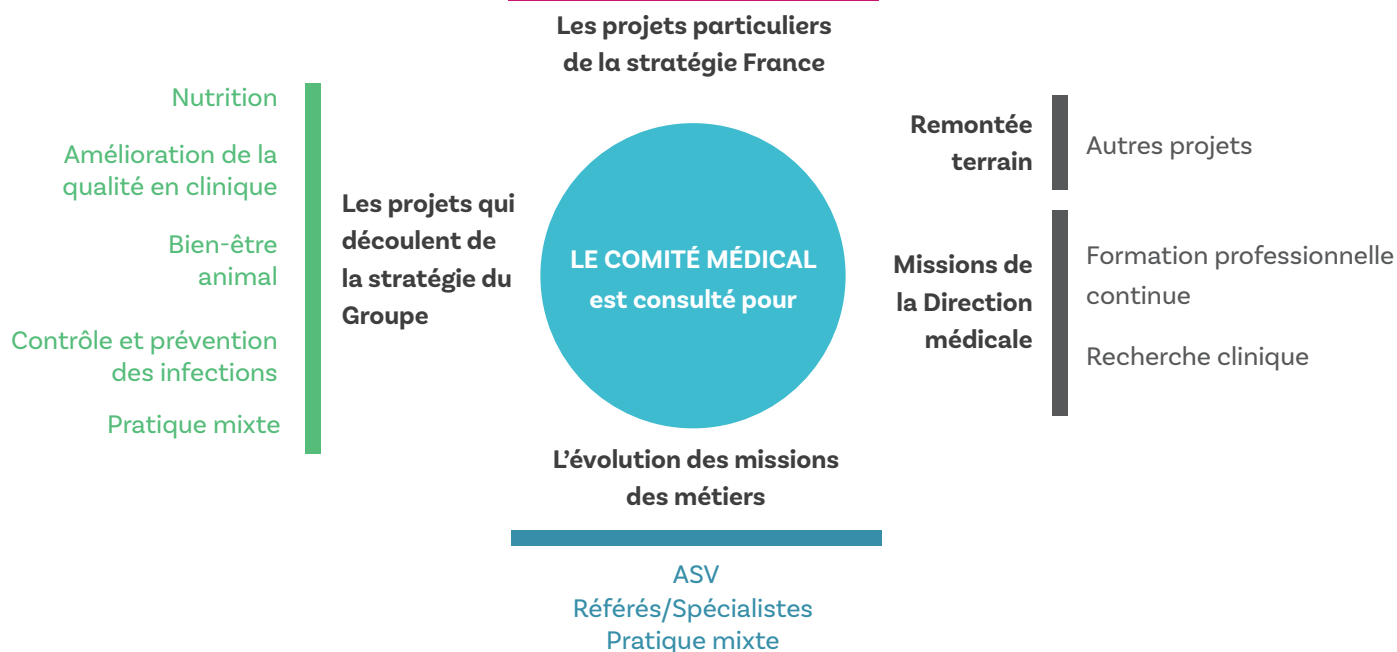 Les projets particuliers
de la stratégie France
Nutrition
Amélioration de la
qualité en clinique
Bien-être
animal
Contrôle et prévention
des infections
Pratique mixte
Les projets qui
découlent de
la stratégie du
Groupe
LE COMITÉ MÉDICAL
est consulté pour
Remontée
terrain
Autres projets
Missions de
la Direction
médicale
Formation professionnelle
continue
Recherche clinique
L’évolution des missions
des métiers
ASV
Référés/Spécialistes
Pratique mixte